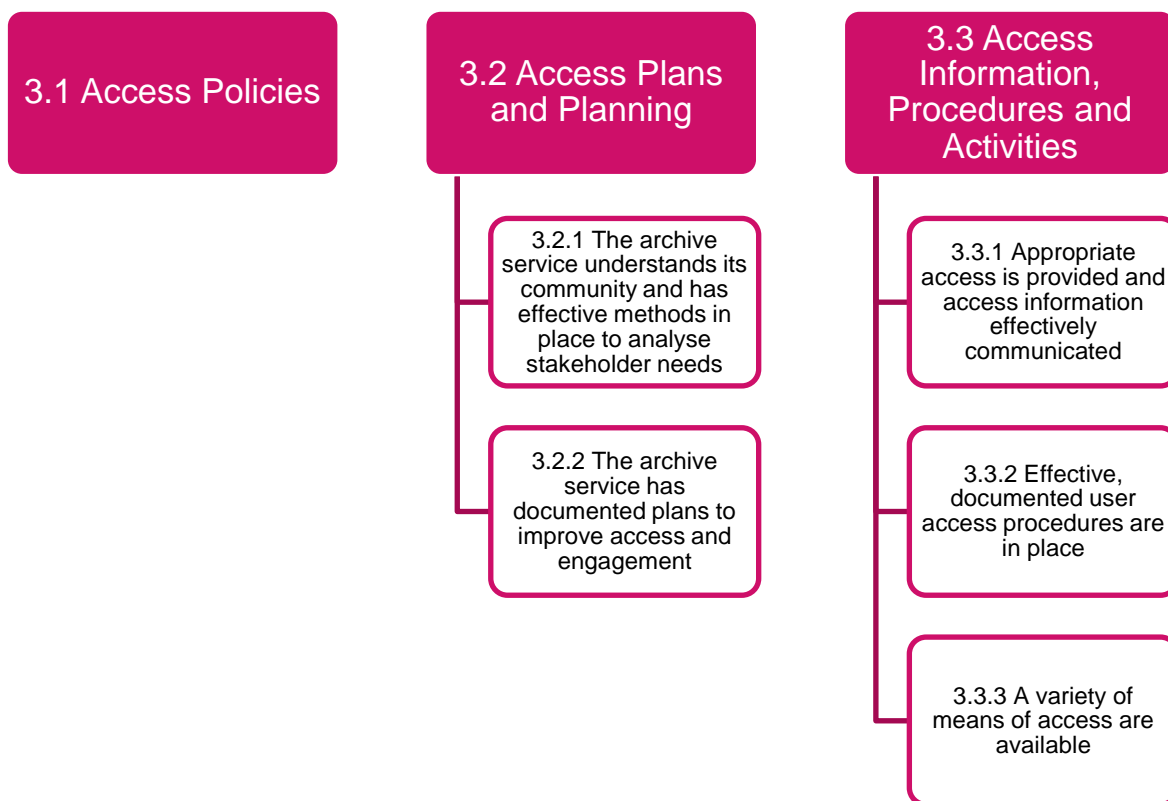 3.1 Access Policies
3.2 Access Plans
and Planning
3.2.1 The archive
service understands its
community and has
effective methods in
place to analyse
stakeholder needs
3.2.2 The archive
service has
documented plans to
improve access and
engagement
3.3 Access
Information,
Procedures and
Activities
3.3.1 Appropriate
access is provided and
access information
effectively
communicated
3.3.2 Effective,
documented user
access procedures are
in place
3.3.3 A variety of
means of access are
available